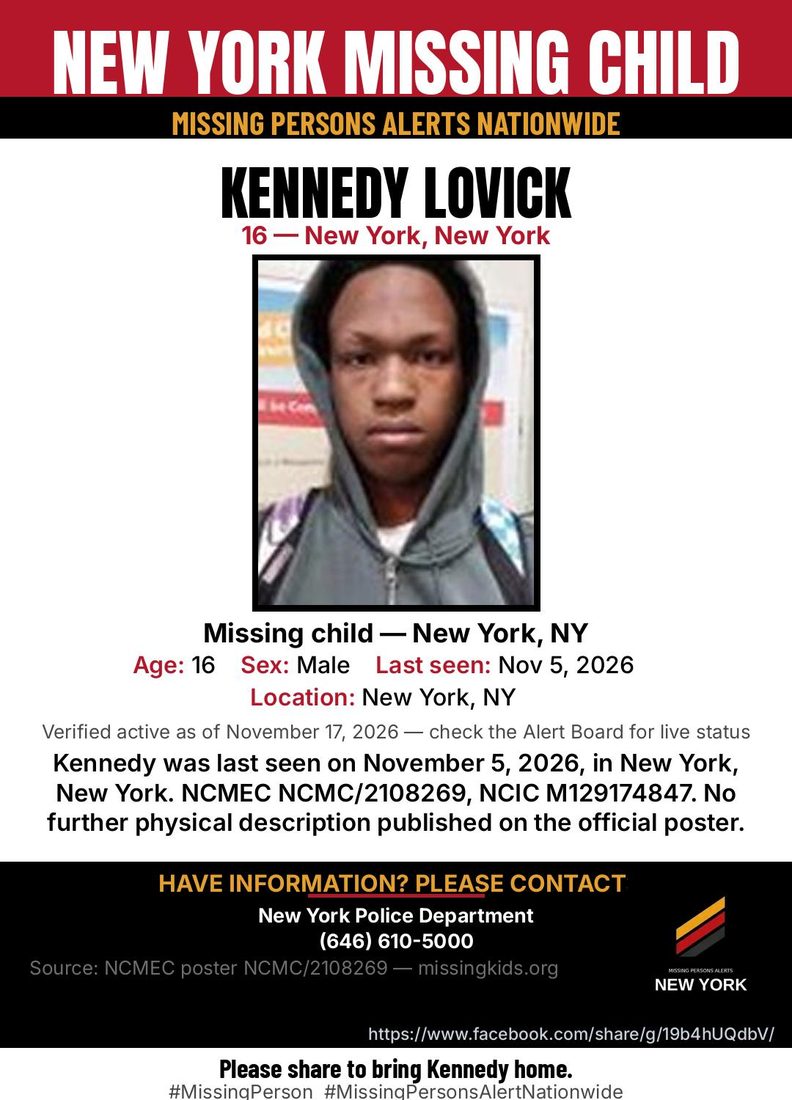 NEW YORK MISSING CHILD
MISSING PERSONS ALERTS NATIONWIDE
KENNEDY LOVICK
16 — New York, New York
Missing child — New York, NY
Age: 16 Sex: Male Last seen: Nov 5, 2026
Location: New York, NY
Verified active as of November 17, 2026 — check the Alert Board for live status
Kennedy was last seen on November 5, 2026, in New York,
New York. NCMEC NCMC/2108269, NCIC M129174847. No
further physical description published on the official poster.
HAVE INFORMATION? PLEASE CONTACT
New York Police Department
(646) 610-5000
Source: NCMEC poster NCMC/2108269 — missingkids.org
MISSING PERSONS ALERTS
NEW YORK
https://www.facebook.com/share/g/19b4hUQdbV/
Please share to bring Kennedy home.
#MissingPerson #MissingPersonsAlertNationwide